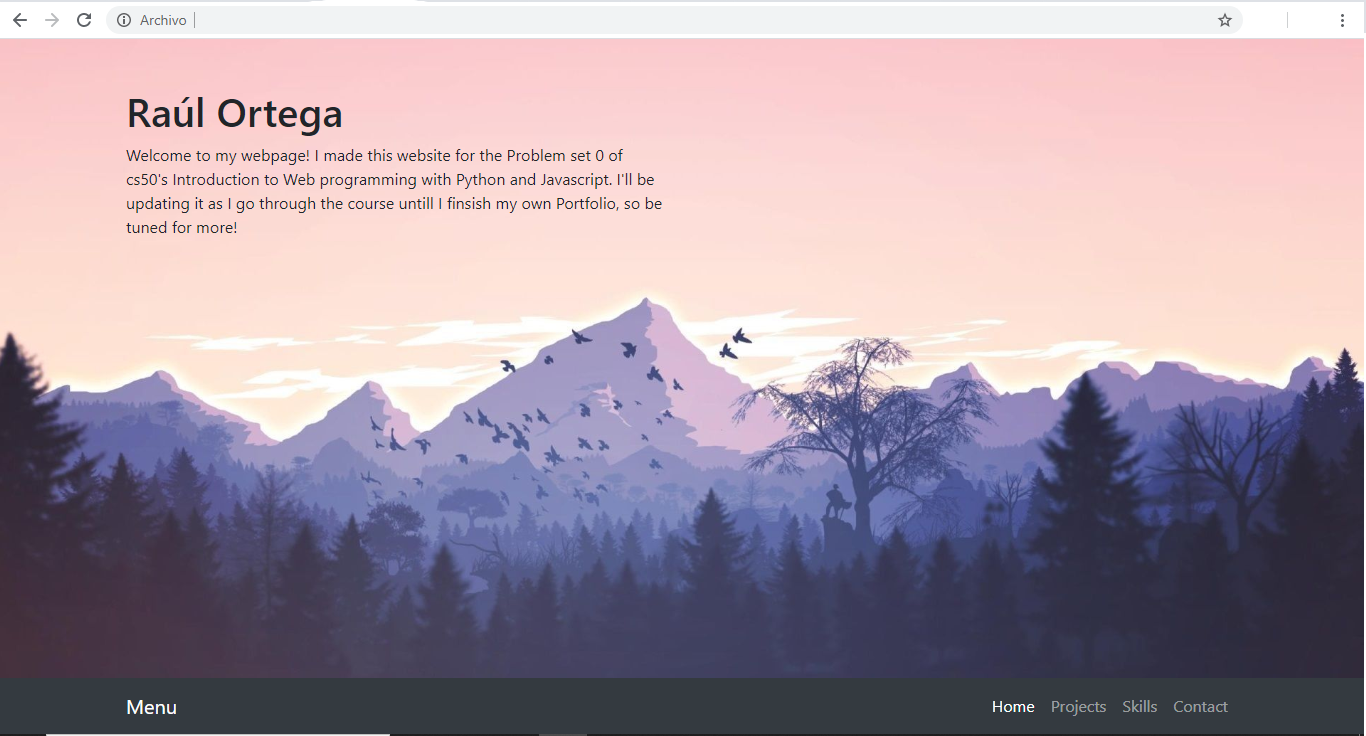 Archivo
Raúl Ortega
Welcome to my webpage! I made this website for the Problem set 0 of
cs50's Introduction to Web programming with Python and Javascript. I'll be
updating it as I go through the course untill I finsish my own Portfolio, so be
tuned for more!
Menu Home Projects Skills Contact